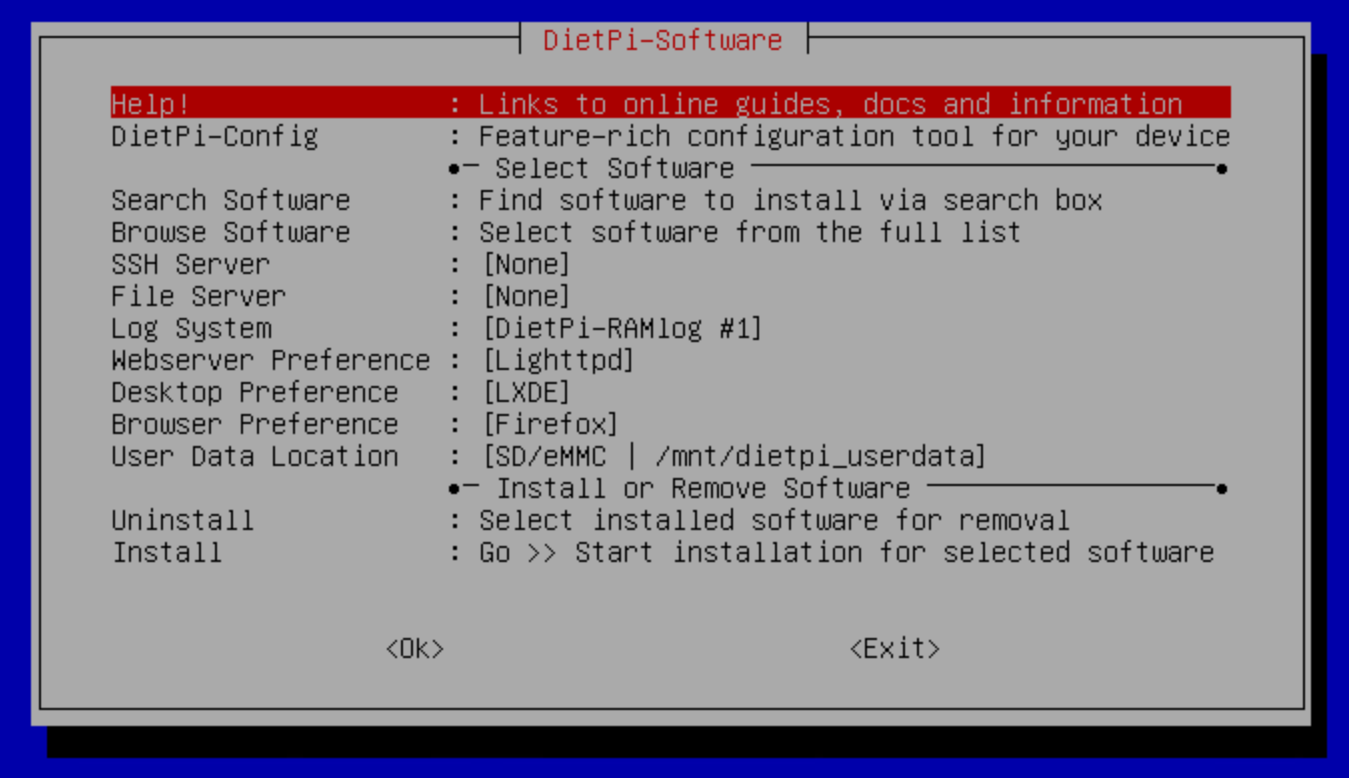 DietPi-Software
Help! : Links to online guides, docs and information
DietPi-Config : Feature-rich configuration tool for your device
●─ Select Software ─●
Search Software : Find software to install via search box
Browse Software : Select software from the full list
SSH Server : [None]
File Server : [None]
Log System : [DietPi-RAMlog #1]
Webserver Preference : [Lighttpd]
Desktop Preference : [LXDE]
Browser Preference : [Firefox]
User Data Location : [SD/eMMC | /mnt/dietpi_userdata]
●─ Install or Remove Software ─●
Uninstall : Select installed software for removal
Install : Go >> Start installation for selected software
<Ok> <Exit>